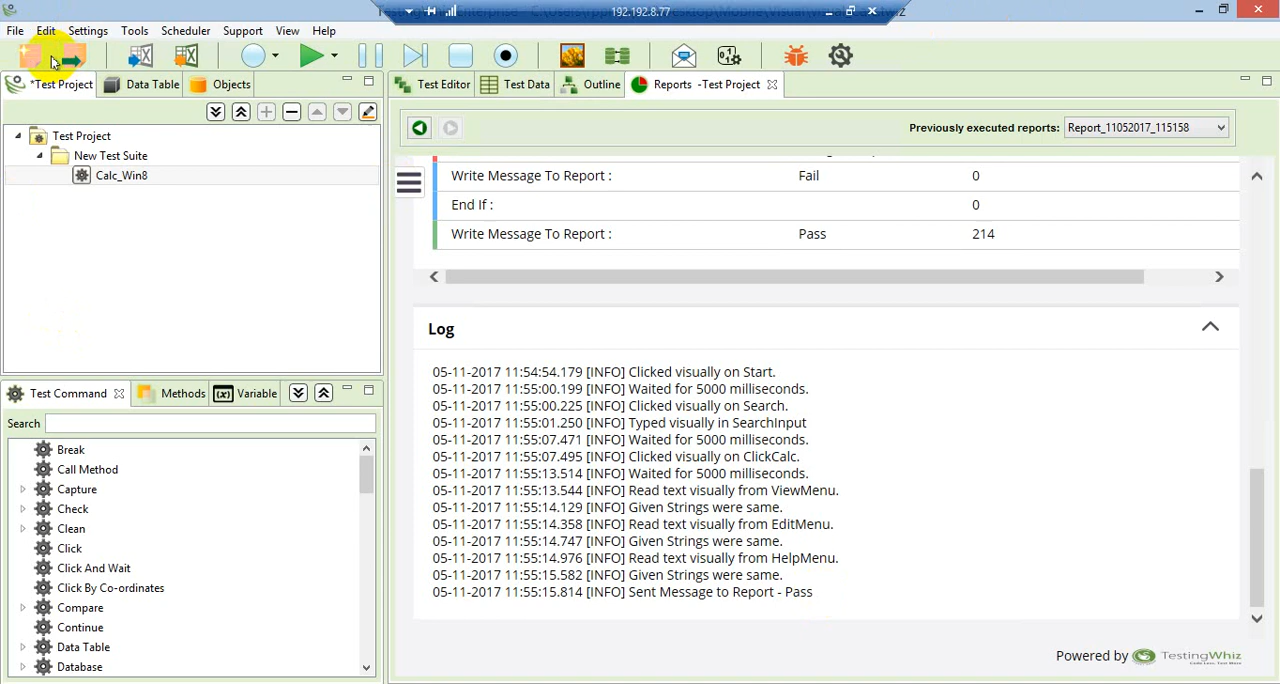 192.192.8.77
File Edit Settings Tools Scheduler Support View Help
*Test Project Data Table Objects
Test Editor Test Data Outline Reports -Test Project
Previously executed reports: Report_11052017_115158
Test Project
New Test Suite
Calc_Win8
Write Message To Report : Fail 0
End If : 0
Write Message To Report : Pass 214
Log
05-11-2017 11:54:54.179 [INFO] Clicked visually on Start.
05-11-2017 11:55:00.199 [INFO] Waited for 5000 milliseconds.
05-11-2017 11:55:00.225 [INFO] Clicked visually on Search.
05-11-2017 11:55:01.250 [INFO] Typed visually in SearchInput
05-11-2017 11:55:07.471 [INFO] Waited for 5000 milliseconds.
05-11-2017 11:55:07.495 [INFO] Clicked visually on ClickCalc.
05-11-2017 11:55:13.514 [INFO] Waited for 5000 milliseconds.
05-11-2017 11:55:13.544 [INFO] Read text visually from ViewMenu.
05-11-2017 11:55:14.129 [INFO] Given Strings were same.
05-11-2017 11:55:14.358 [INFO] Read text visually from EditMenu.
05-11-2017 11:55:14.747 [INFO] Given Strings were same.
05-11-2017 11:55:14.976 [INFO] Read text visually from HelpMenu.
05-11-2017 11:55:15.582 [INFO] Given Strings were same.
05-11-2017 11:55:15.814 [INFO] Sent Message to Report - Pass
Powered by TestingWhiz
Test Command Methods Variable
Search
Break
Call Method
Capture
Check
Clean
Click
Click And Wait
Click By Co-ordinates
Compare
Continue
Data Table
Database